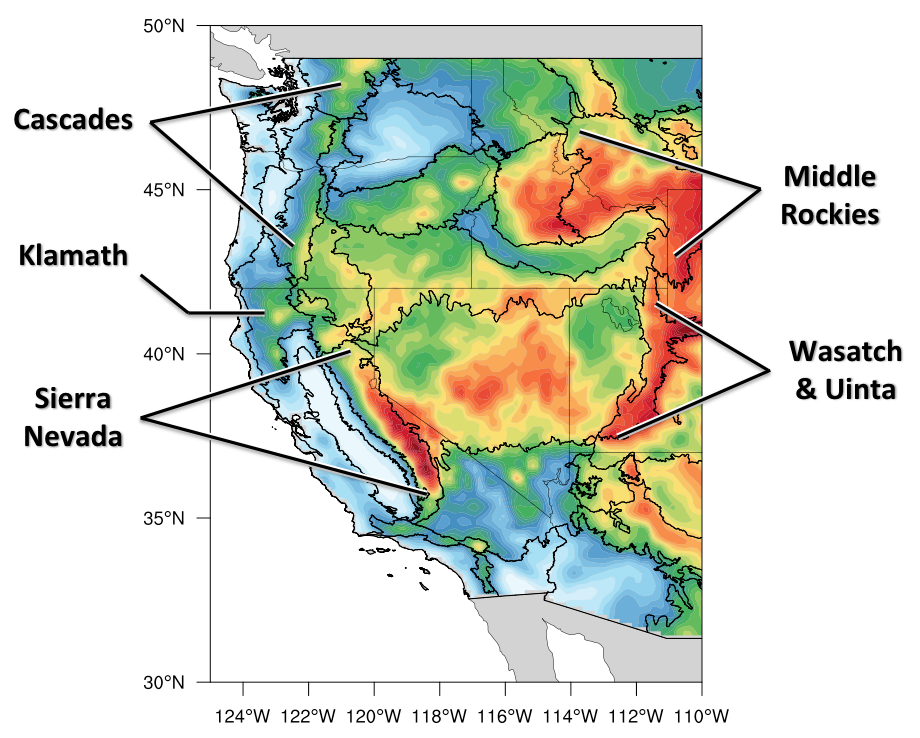 50°N
Cascades
Middle
Rockies
45°N
Klamath
40°N
Wasatch
& Uinta
Sierra
Nevada
35°N
30°N
124°W 122°W 120°W 118°W 116°W 114°W 112°W 110°W